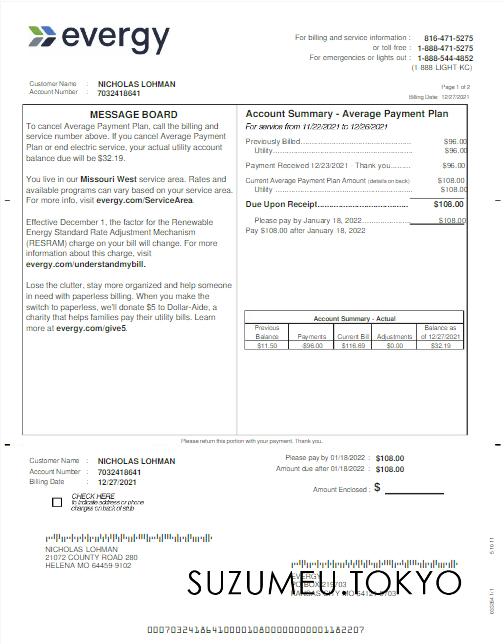 evergy
For billing and service information : 816-471-5275
or toll free : 1-888-471-5275
For emergencies or lights out : 1-888-544-4852
(1 888 LIGHT KC)
Customer Name : NICHOLAS LOHMAN
Account Number : 7032418641
Page 1 of 2
Billing Date: 12/27/2021
MESSAGE BOARD
To cancel Average Payment Plan, call the billing and
service number above. If you cancel Average Payment
Plan or end electric service, your actual utility account
balance due will be $32.19.
You live in our Missouri West service area. Rates and
available programs can vary based on your service area.
For more info, visit evergy.com/ServiceArea.
Effective December 1, the factor for the Renewable
Energy Standard Rate Adjustment Mechanism
(RESRAM) charge on your bill will change. For more
information about this charge, visit
evergy.com/understandmybill.
Lose the clutter, stay more organized and help someone
in need with paperless billing. When you make the
switch to paperless, we'll donate $5 to Dollar-Aide, a
charity that helps families pay their utility bills. Learn
more at evergy.com/give5.
Account Summary - Average Payment Plan
For service from 11/22/2021 to 12/26/2021
Previously Billed $96.00
Utility $96.00
Payment Received 12/23/2021 Thank you $96.00
Current Average Payment Plan Amount (details on back) $108.00
Utility $108.00
Due Upon Receipt $108.00
Please pay by January 18, 2022 $108.00
Pay $108.00 after January 18, 2022
Account Summary - Actual
Previous Balance Payments Current Bill Adjustments Balance as of 12/27/2021
$11.50 $96.00 $116.69 $0.00 $32.19
Please return this portion with your payment. Thank you.
Customer Name : NICHOLAS LOHMAN
Account Number : 7032418641
Billing Date : 12/27/2021
Please pay by 01/18/2022 : $108.00
Amount due after 01/18/2022 : $108.00
Amount Enclosed : $
CHECK HERE
to indicate address or phone
changes on back of stub
NICHOLAS LOHMAN
21072 COUNTY ROAD 280
HELENA MO 64459-9102
EVERGY
PO BOX 219703
KANSAS CITY MO 64121-9703
SUZUMEI.TOKYO